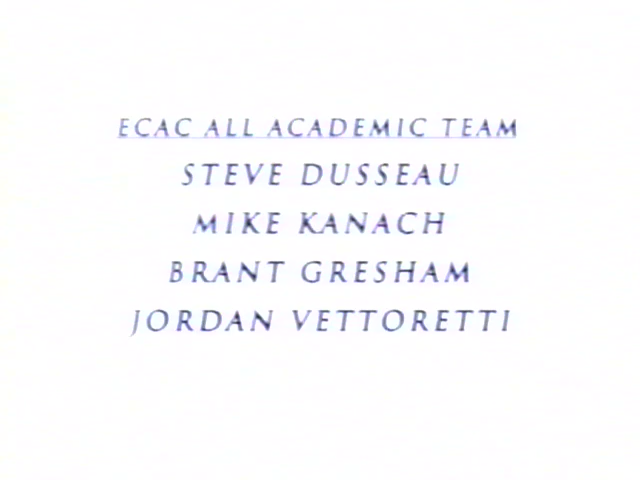 ECAC ALL ACADEMIC TEAM
STEVE DUSSEAU
MIKE KANACH
BRANT GRESHAM
JORDAN VETTORETTI